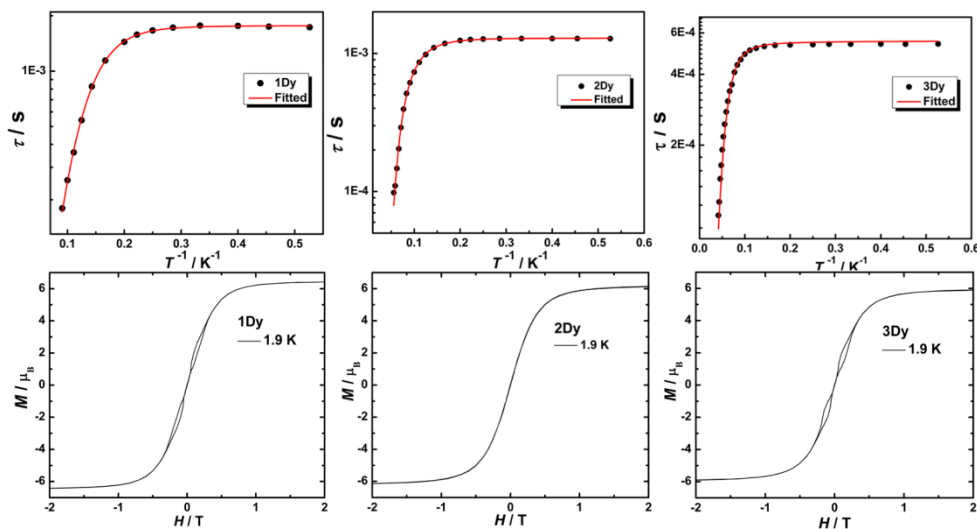 τ / s
1E-3
1Dy
Fitted
0.1 0.2 0.3 0.4 0.5
T⁻¹ / K⁻¹
τ / s
1E-3
1E-4
2Dy
Fitted
0.1 0.2 0.3 0.4 0.5 0.6
T⁻¹ / K⁻¹
τ / s
6E-4
4E-4
2E-4
3Dy
Fitted
0.0 0.1 0.2 0.3 0.4 0.5 0.6
T⁻¹ / K⁻¹
M / μB
6
4
2
0
-2
-4
-6
1Dy
1.9 K
-2 -1 0 1 2
H / T
M / μB
6
4
2
0
-2
-4
-6
2Dy
1.9 K
-2 -1 0 1 2
H / T
M / μB
6
4
2
0
-2
-4
-6
3Dy
1.9 K
-2 -1 0 1 2
H / T